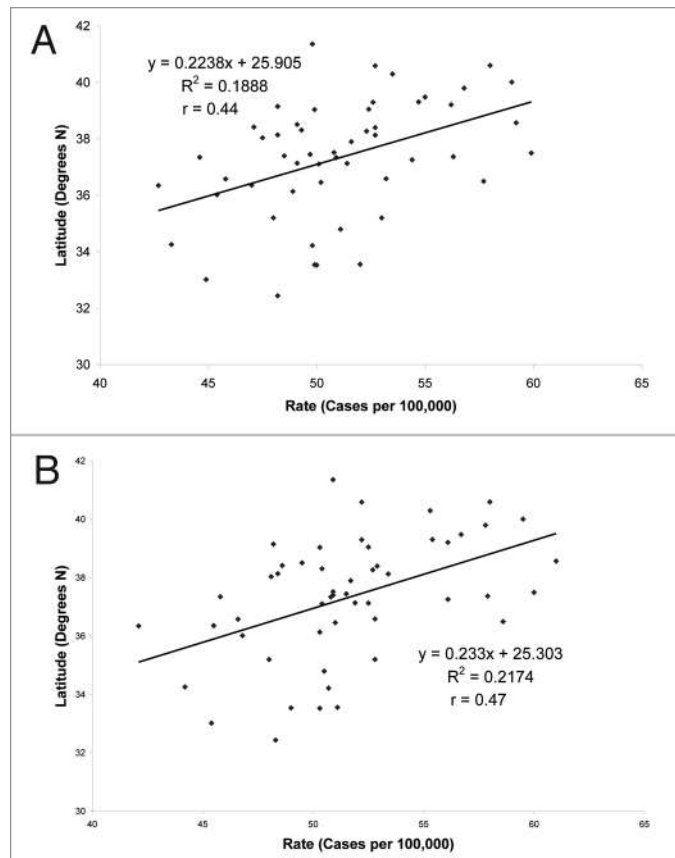 A
y = 0.2238x + 25.905
R² = 0.1888
r = 0.44
Latitude (Degrees N)
42
40
38
36
34
32
30
40 45 50 55 60 65
Rate (Cases per 100,000)
B
y = 0.233x + 25.303
R² = 0.2174
r = 0.47
Latitude (Degrees N)
42
40
38
36
34
32
30
40 45 50 55 60 65
Rate (Cases per 100,000)